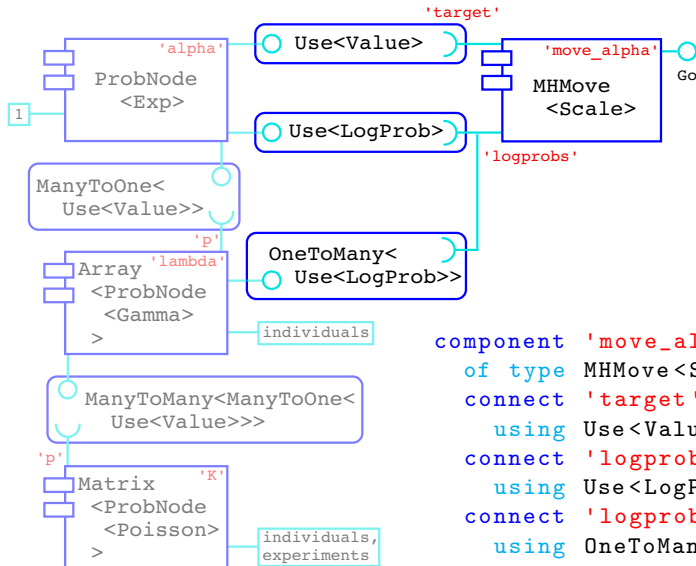 'target'
'alpha'
Use<Value>
'move_alpha'
ProbNode
<Exp>
MHMove
<Scale>
Go
1
Use<LogProb>
'logprobs'
ManyToOne<
Use<Value>>
'p'
'lambda'
Array
<ProbNode
<Gamma>
>
OneToMany<
Use<LogProb>>
individuals
ManyToMany<ManyToOne<
Use<Value>>>
'p'
'K'
Matrix
<ProbNode
<Poisson>
>
individuals,
experiments
component 'move_al
of type MHMove<S
connect 'target'
using Use<Valu
connect 'logprob
using Use<LogP
connect 'logprob
using OneToMan